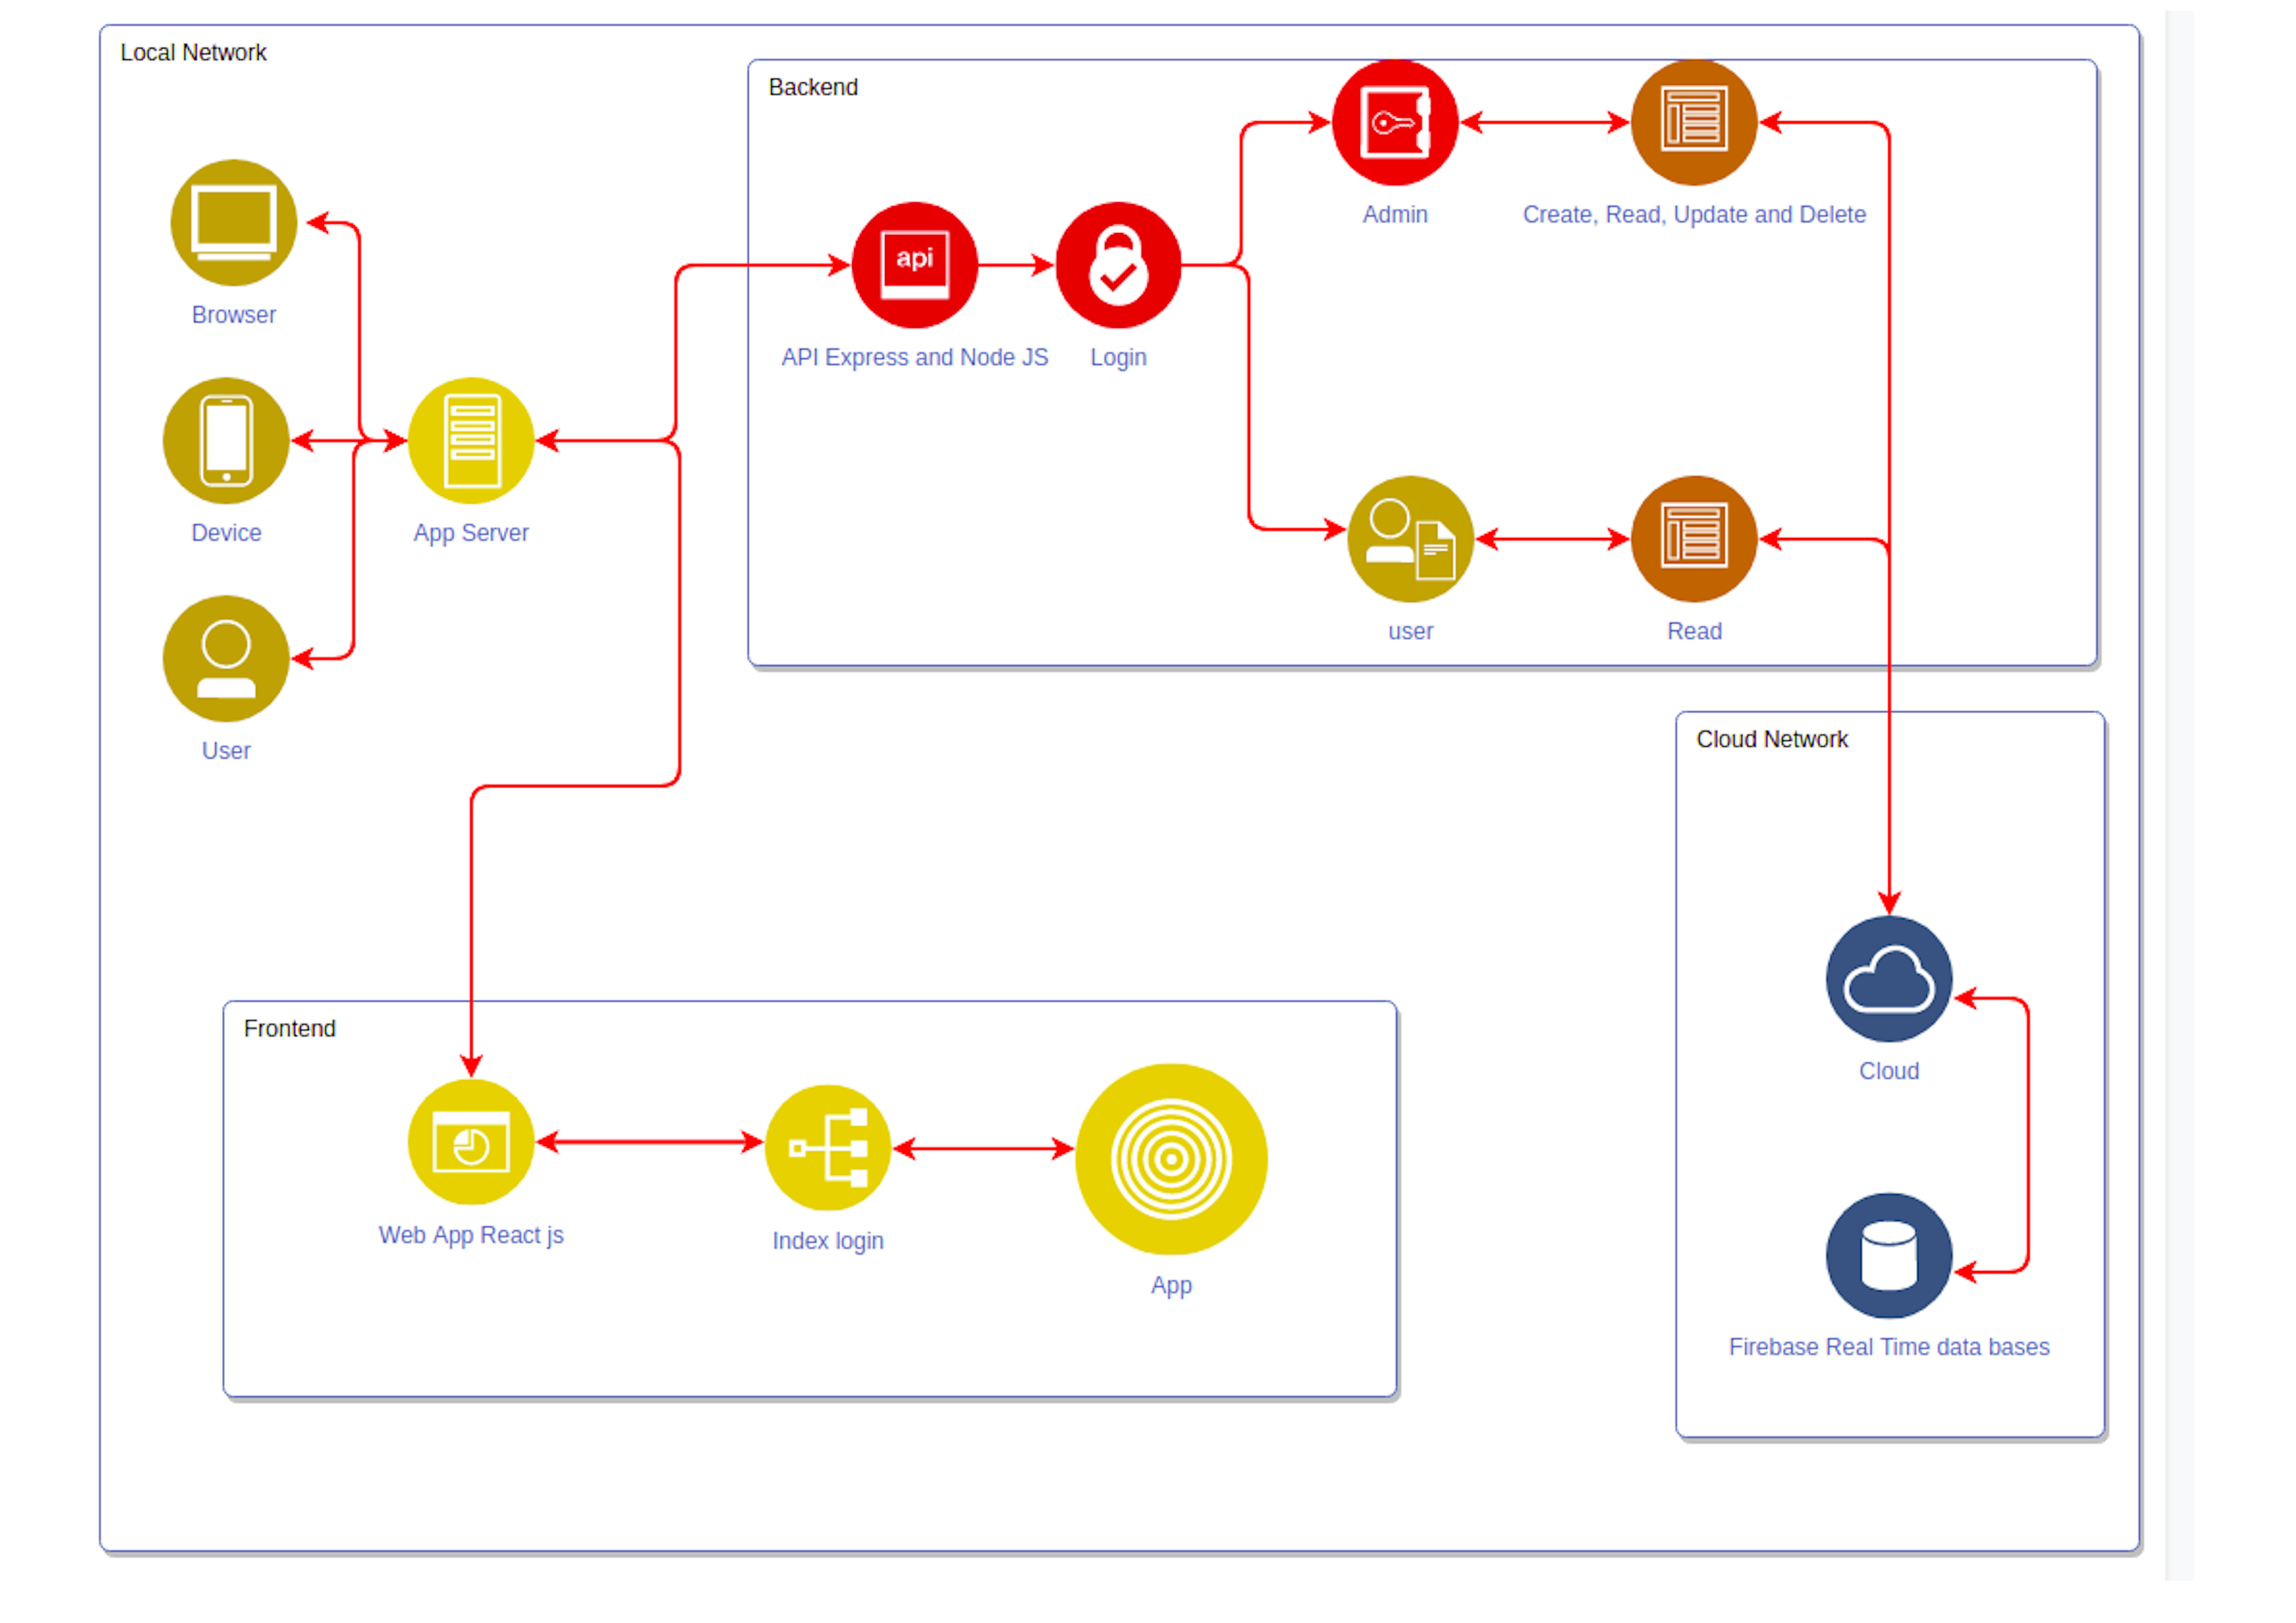 Local Network
Backend
Admin
Create, Read, Update and Delete
Browser
api
API Express and Node JS
Login
Device
App Server
user
Read
User
Cloud Network
Frontend
Cloud
Web App React js
Index login
App
Firebase Real Time data bases